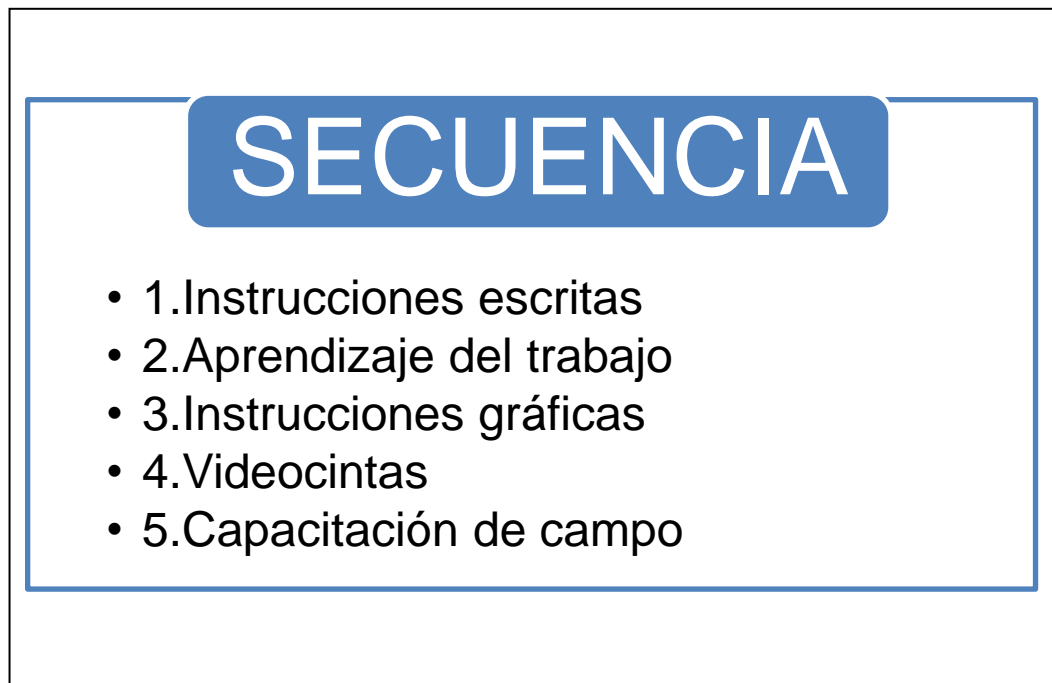 SECUENCIA
• 1.Instrucciones escritas
• 2.Aprendizaje del trabajo
• 3.Instrucciones gráficas
• 4.Videocintas
• 5.Capacitación de campo